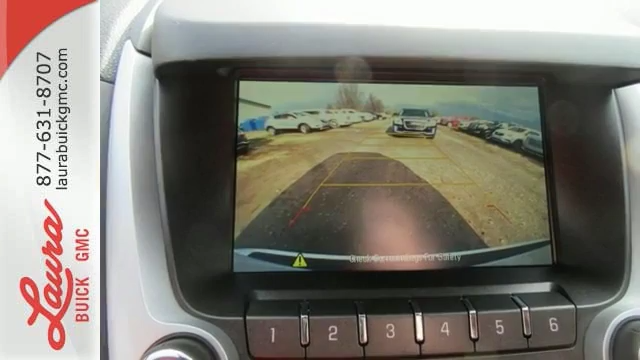 877-631-8707
laurabuickgmc.com
Laura
BUICK GMC
Check Surroundings for Safety
1 2 3 4 5 6